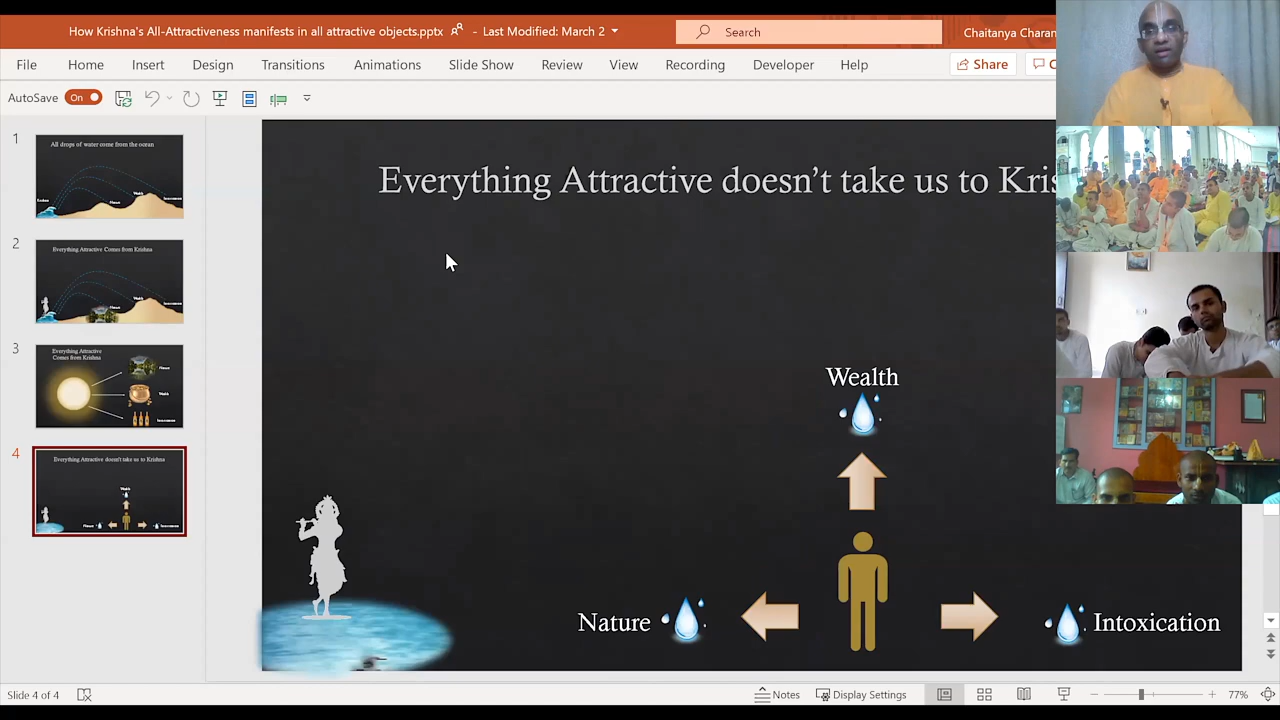 How Krishna's All-Attractiveness manifests in all attractive objects.pptx - Last Modified: March 2
Search
Chaitanya Charan
File Home Insert Design Transitions Animations Slide Show Review View Recording Developer Help
Share
C
AutoSave On
1
All drops of water come from the ocean
2
Everything Attractive Comes from Krishna
3
Everything Attractive
Comes from Krishna
4
Everything Attractive doesn't take us to Krishna
Everything Attractive doesn't take us to Kris
Wealth
Nature
Intoxication
Slide 4 of 4
Notes
Display Settings
77%